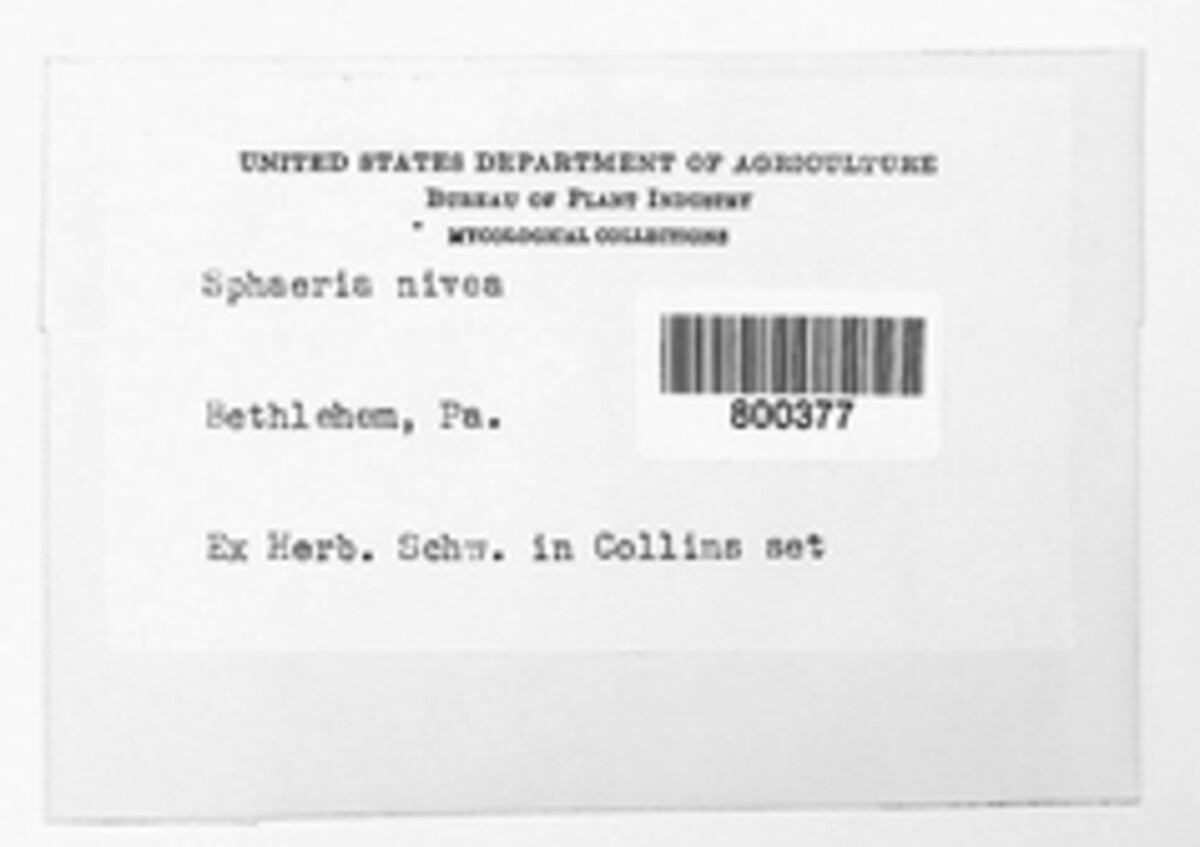 UNITED STATES DEPARTMENT OF AGRICULTURE
BUREAU OF PLANT INDUSTRY
MYCOLOGICAL COLLECTIONS
Sphaeria nivea
800377
Bethlehem, Pa.
Ex Herb. Schw. in Collins set